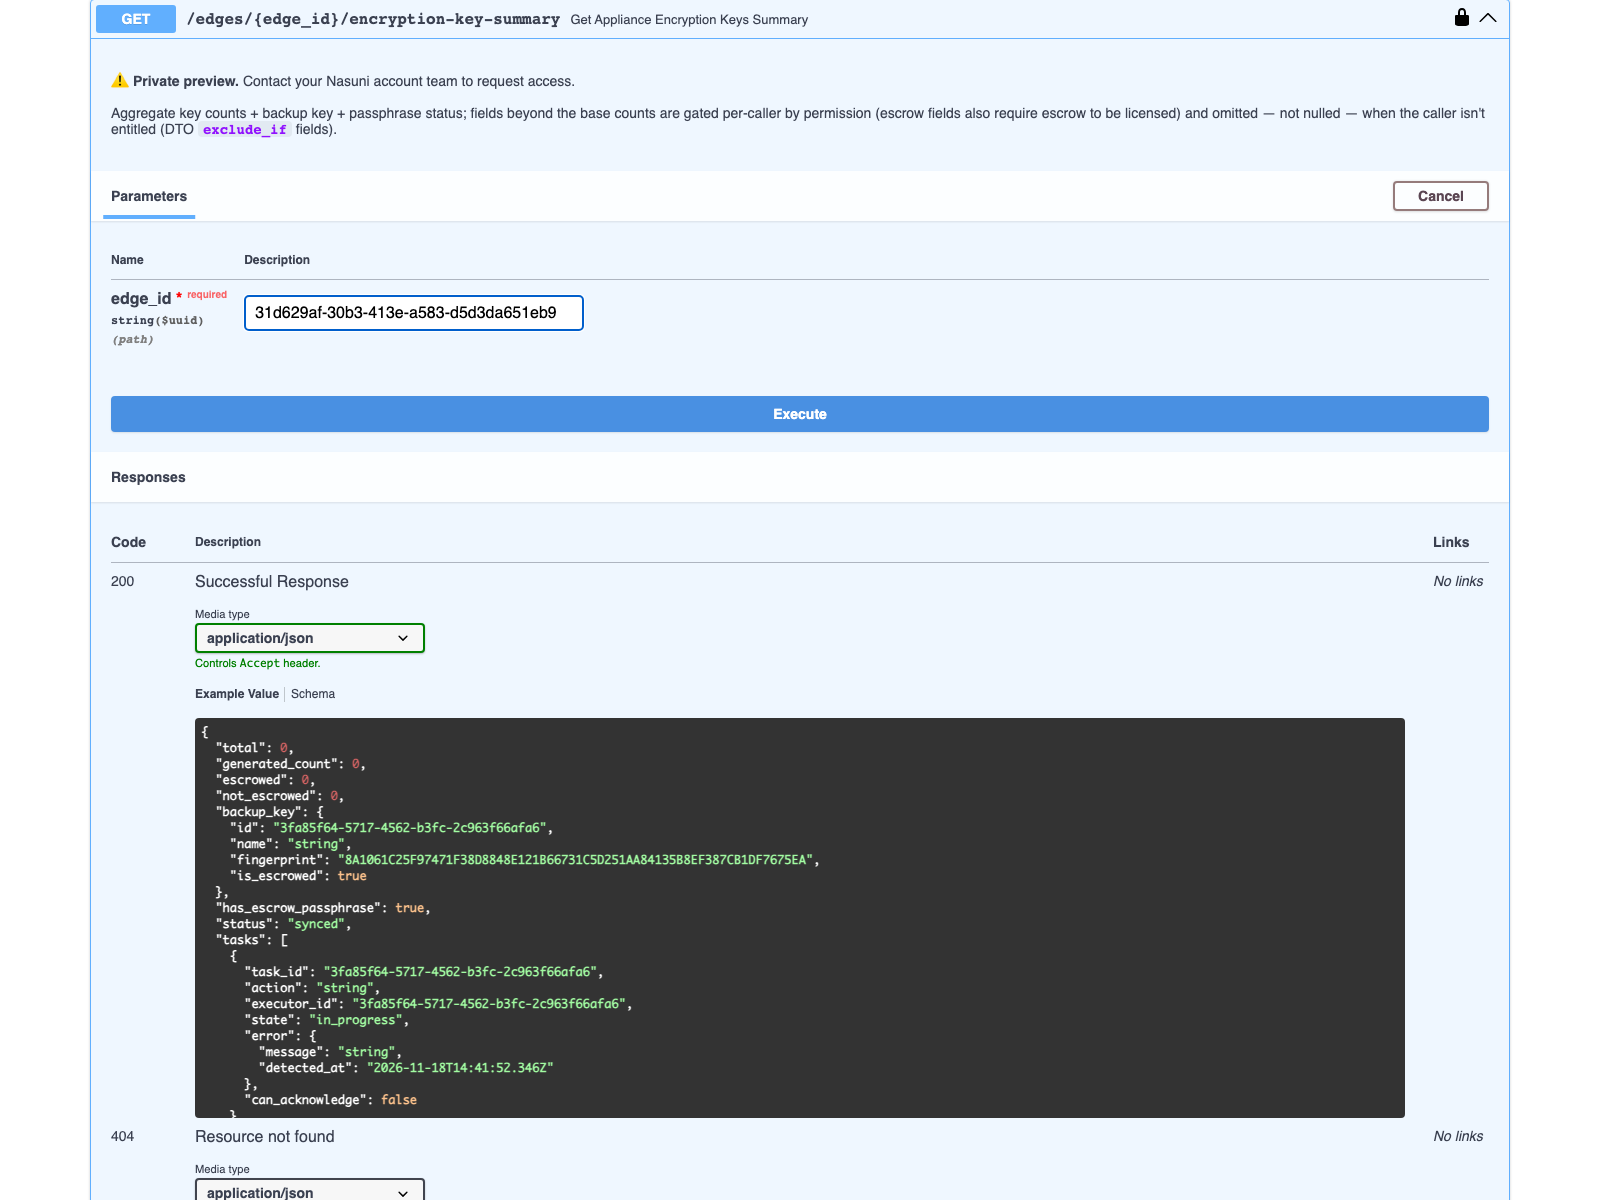 GET /edges/{edge_id}/encryption-key-summary Get Appliance Encryption Keys Summary
Private preview. Contact your Nasuni account team to request access.
Aggregate key counts + backup key + passphrase status; fields beyond the base counts are gated per-caller by permission (escrow fields also require escrow to be licensed) and omitted — not nulled — when the caller isn't
entitled (DTO exclude_if fields).
Parameters
Cancel
Name Description
edge_id * required
string($uuid)
(path)
31d629af-30b3-413e-a583-d5d3da651eb9
Execute
Responses
Code Description Links
200 Successful Response No links
Media type
application/json
Controls Accept header.
Example Value Schema
{
"total": 0,
"generated_count": 0,
"escrowed": 0,
"not_escrowed": 0,
"backup_key": {
"id": "3fa85f64-5717-4562-b3fc-2c963f66afa6",
"name": "string",
"fingerprint": "8A1061C25F97471F38D8848E121B66731C5D251AA84135B8EF387CB1DF7675EA",
"is_escrowed": true
},
"has_escrow_passphrase": true,
"status": "synced",
"tasks": [
{
"task_id": "3fa85f64-5717-4562-b3fc-2c963f66afa6",
"action": "string",
"executor_id": "3fa85f64-5717-4562-b3fc-2c963f66afa6",
"state": "in_progress",
"error": {
"message": "string",
"detected_at": "2026-11-18T14:41:52.346Z"
},
"can_acknowledge": false
}
404 Resource not found No links
Media type
application/json